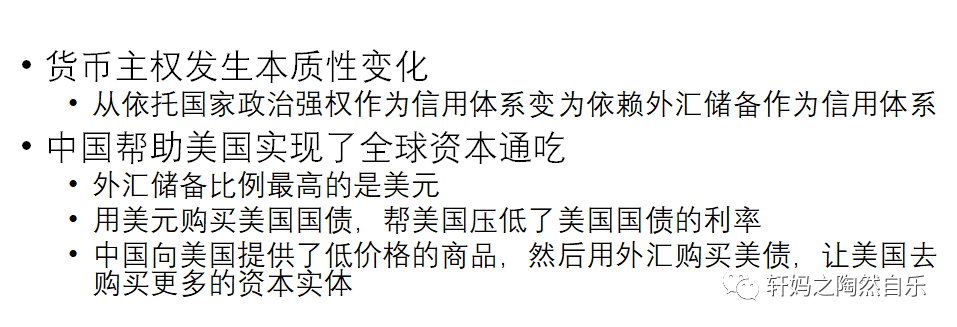 • 货币主权发生本质性变化
• 从依托国家政治强权作为信用体系变为依赖外汇储备作为信用体系
• 中国帮助美国实现了全球资本通吃
• 外汇储备比例最高的是美元
• 用美元购买美国国债，帮美国压低了美国国债的利率
• 中国向美国提供了低价格的商品，然后用外汇购买美债，让美国去
购买更多的资本实体
轩妈之陶然自乐